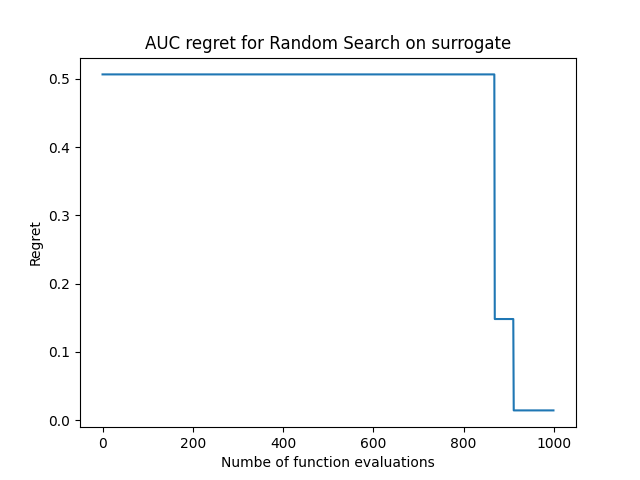 AUC regret for Random Search on surrogate
0.5
0.4
0.3
0.2
0.1
0.0
Regret
0 200 400 600 800 1000
Numbe of function evaluations